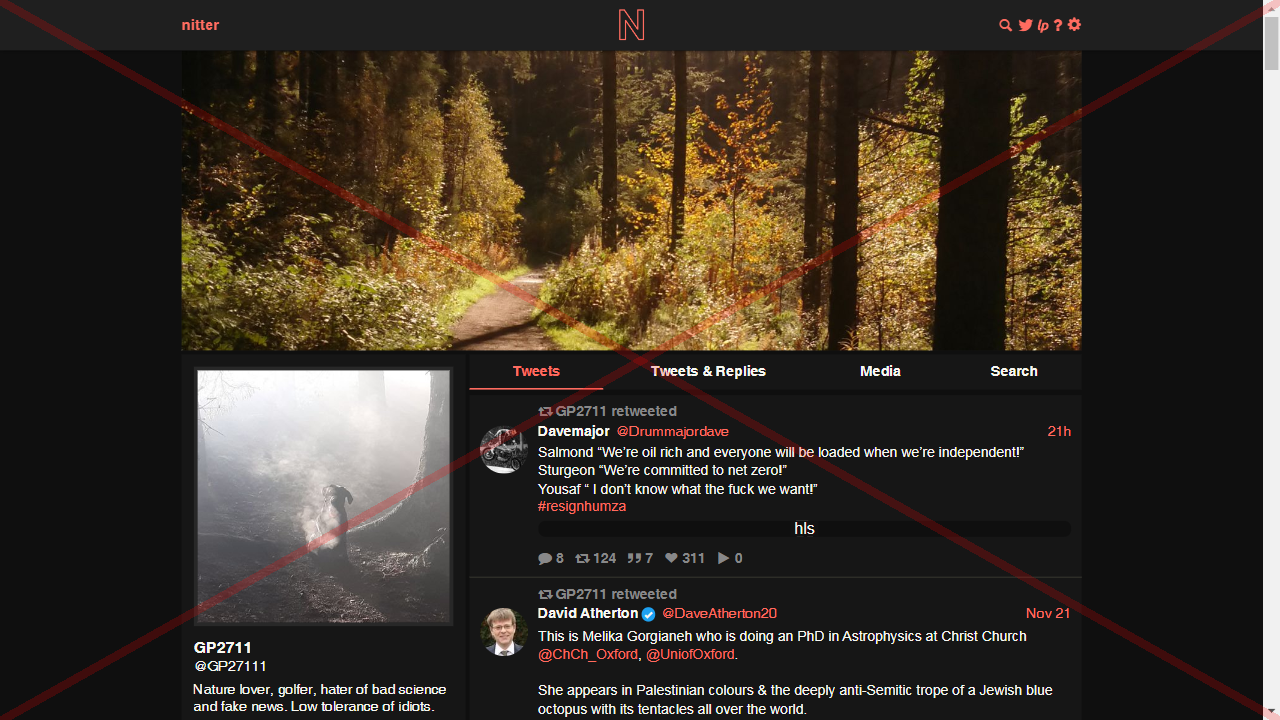 nitter
N
lp ?
Tweets
Tweets & Replies
Media
Search
GP2711 retweeted
Davemajor @Drummajordave 21h
Salmond “We’re oil rich and everyone will be loaded when we’re independent!”
Sturgeon “We’re committed to net zero!”
Yousaf “ I don’t know what the fuck we want!”
#resignhumza
hls
8 124 7 311 0
GP2711 retweeted
David Atherton @DaveAtherton20 Nov 21
This is Melika Gorgianeh who is doing an PhD in Astrophysics at Christ Church
@ChCh_Oxford, @UniofOxford.
She appears in Palestinian colours & the deeply anti-Semitic trope of a Jewish blue
octopus with its tentacles all over the world.
GP2711
@GP27111
Nature lover, golfer, hater of bad science
and fake news. Low tolerance of idiots.